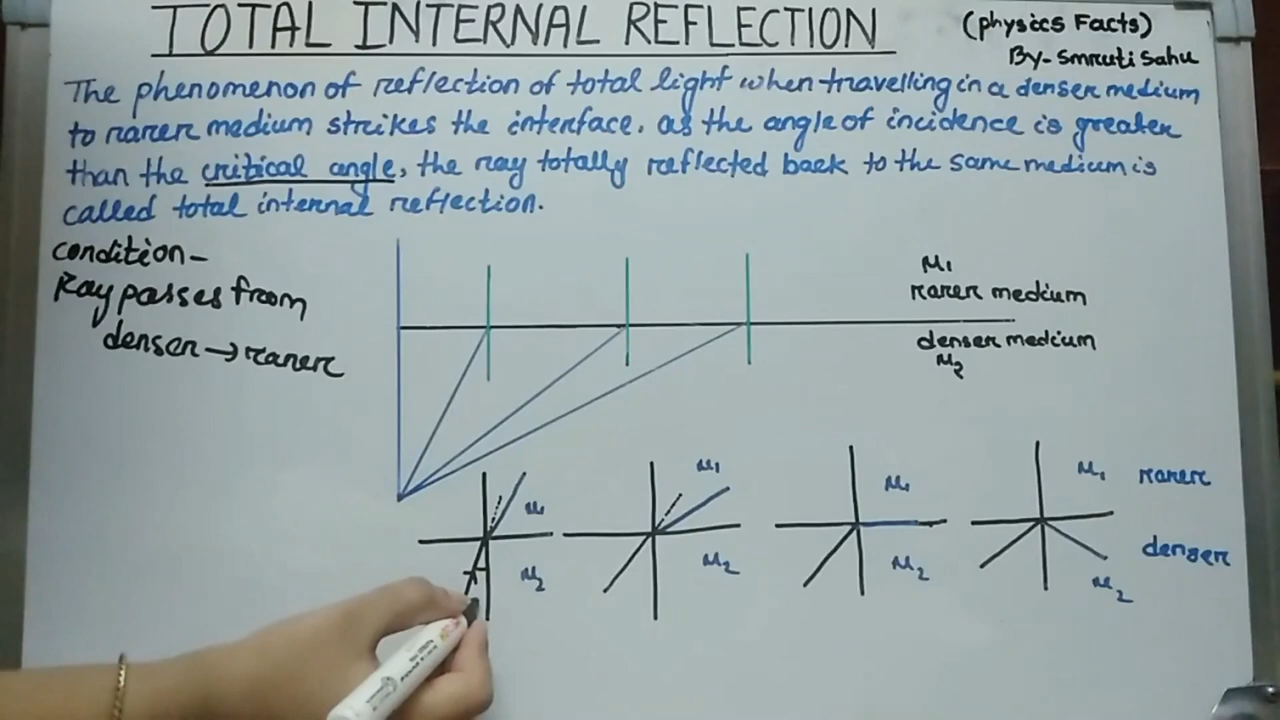 TOTAL INTERNAL REFLECTION
(physics Facts)
By- Smruti Sahu
The phenomenon of reflection of total light when travelling in a denser medium
to rarer medium strikes the interface. as the angle of incidence is greater
than the critical angle, the ray totally reflected back to the same medium is
called total internal reflection.
condition-
Ray passes from
denser → rarer
μ1
rarer medium
denser medium
μ2
μ1
μ2
μ1
μ2
μ1
μ2
μ1 rarer
denser
μ2